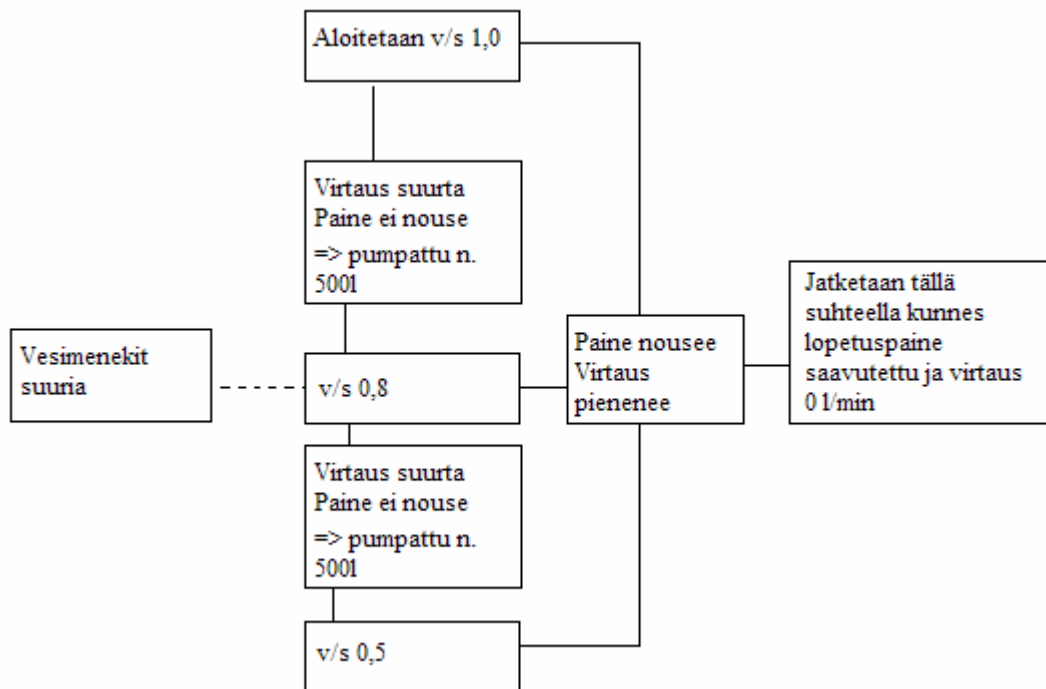 Aloitetaan v/s 1,0
Virtaus suurta
Paine ei nouse
=> pumpattu n.
500l
Vesimenekit
suuria
v/s 0,8
Paine nousee
Virtaus
pienenee
Jatketaan tällä
suhteella kunnes
lopetuspaine
saavutettu ja virtaus
0 l/min
Virtaus suurta
Paine ei nouse
=> pumpattu n.
500l
v/s 0,5